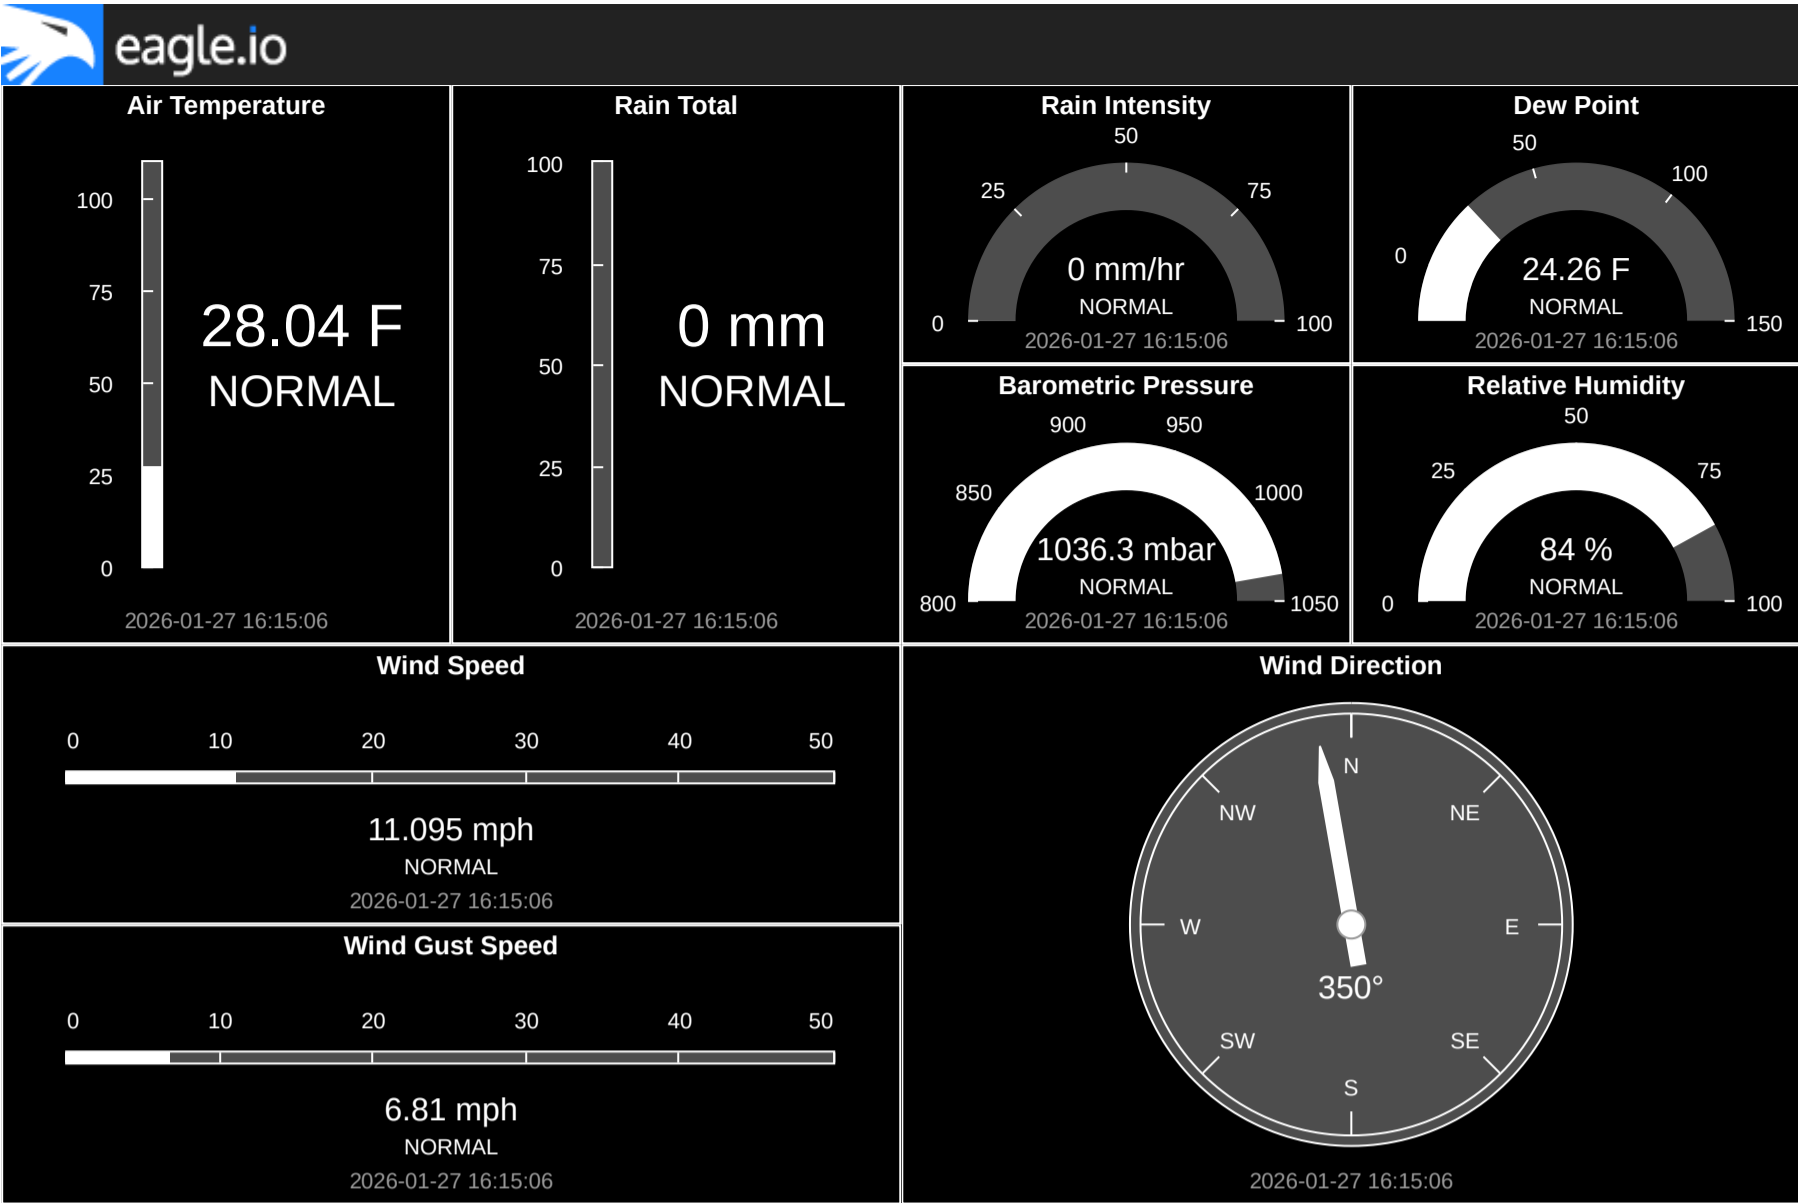 eagle.io
Air Temperature
100
75
50
25
0
28.04 F
NORMAL
2026-01-27 16:15:06
Rain Total
100
75
50
25
0
0 mm
NORMAL
2026-01-27 16:15:06
Rain Intensity
50
25
75
0
100
0 mm/hr
NORMAL
2026-01-27 16:15:06
Dew Point
50
100
0
150
24.26 F
NORMAL
2026-01-27 16:15:06
Barometric Pressure
900
950
850
1000
800
1050
1036.3 mbar
NORMAL
2026-01-27 16:15:06
Relative Humidity
50
25
75
0
100
84 %
NORMAL
2026-01-27 16:15:06
Wind Speed
0 10 20 30 40 50
11.095 mph
NORMAL
2026-01-27 16:15:06
Wind Gust Speed
0 10 20 30 40 50
6.81 mph
NORMAL
2026-01-27 16:15:06
Wind Direction
N
NW
NE
W
E
350°
SW
SE
S
2026-01-27 16:15:06